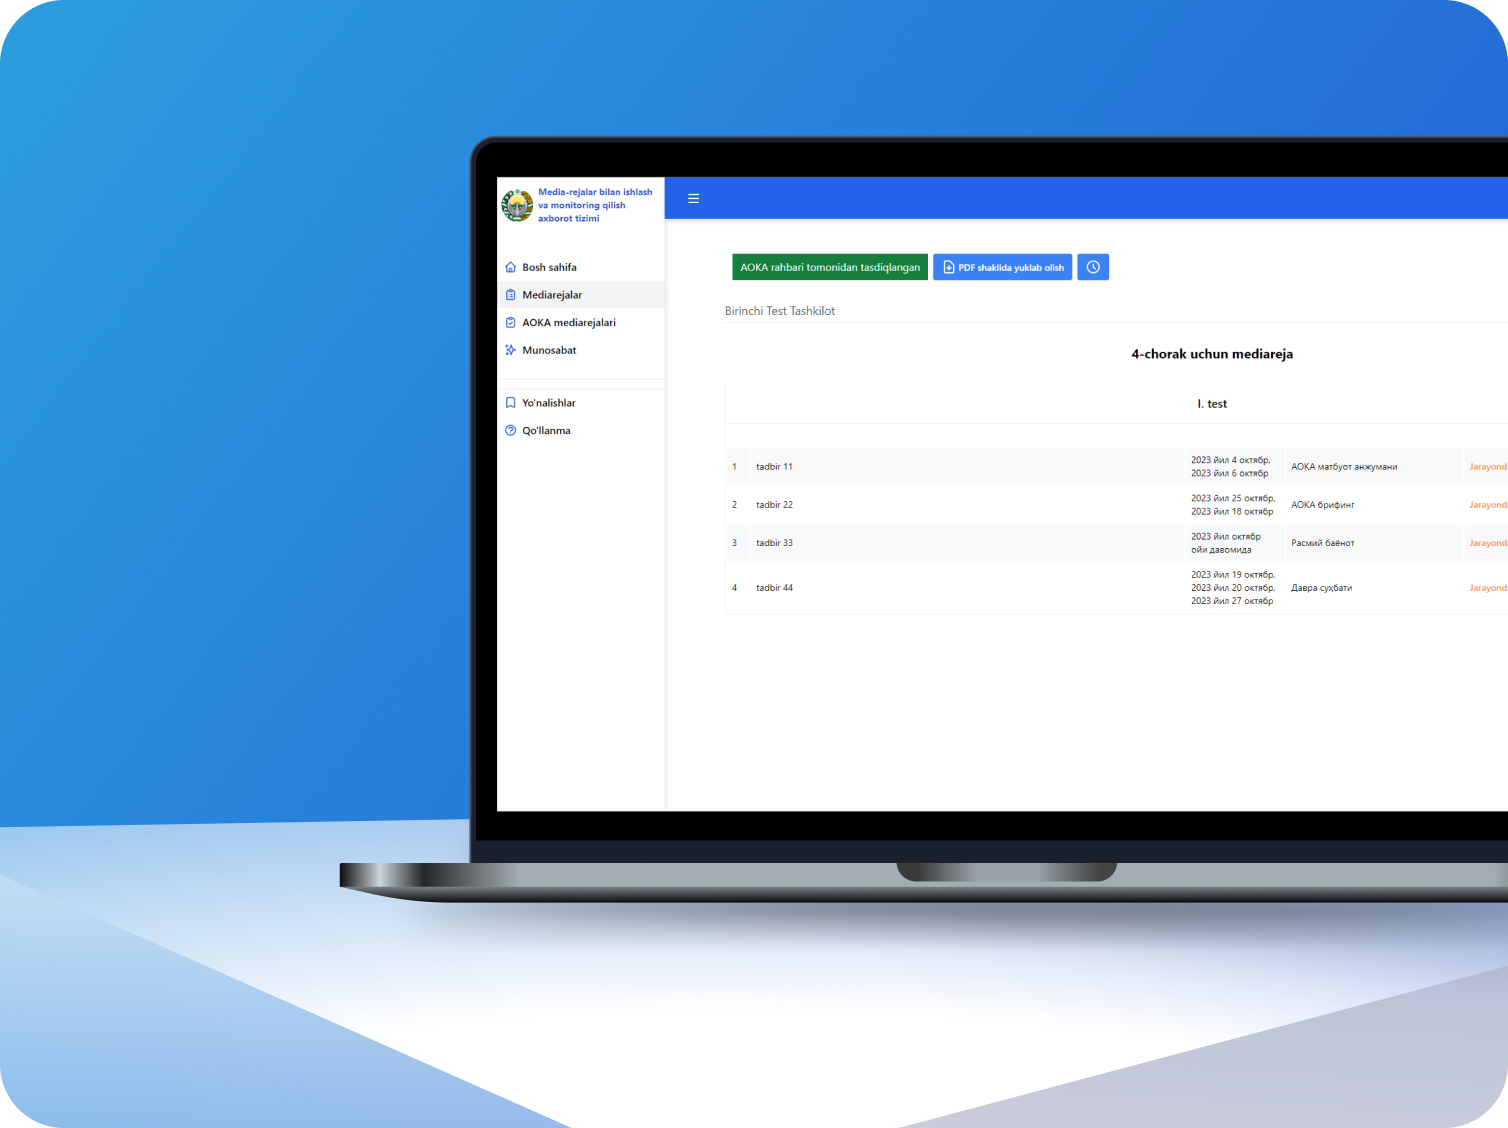 Media-rejalar bilan ishlash
va monitoring qilish
axborot tizimi
Bosh sahifa
Mediarejalar
AOKA mediarejalari
Munosabat
Yo'nalishlar
Qo'llanma
AOKA rahbari tomonidan tasdiqlangan
PDF shaklida yuklab olish
Birinchi Test Tashkilot
4-chorak uchun mediareja
I. test
1 tadbir 11 2023 йил 4 октябр, АОКА матбуот анжумани Jarayond
2023 йил 6 октябр
2 tadbir 22 2023 йил 25 октябр, АОКА брифинг Jarayond
2023 йил 18 октябр
3 tadbir 33 2023 йил октябр Расмий баёнот Jarayond
ойи давомида
4 tadbir 44 2023 йил 19 октябр, Давра суҳбати Jarayond
2023 йил 20 октябр,
2023 йил 27 октябр